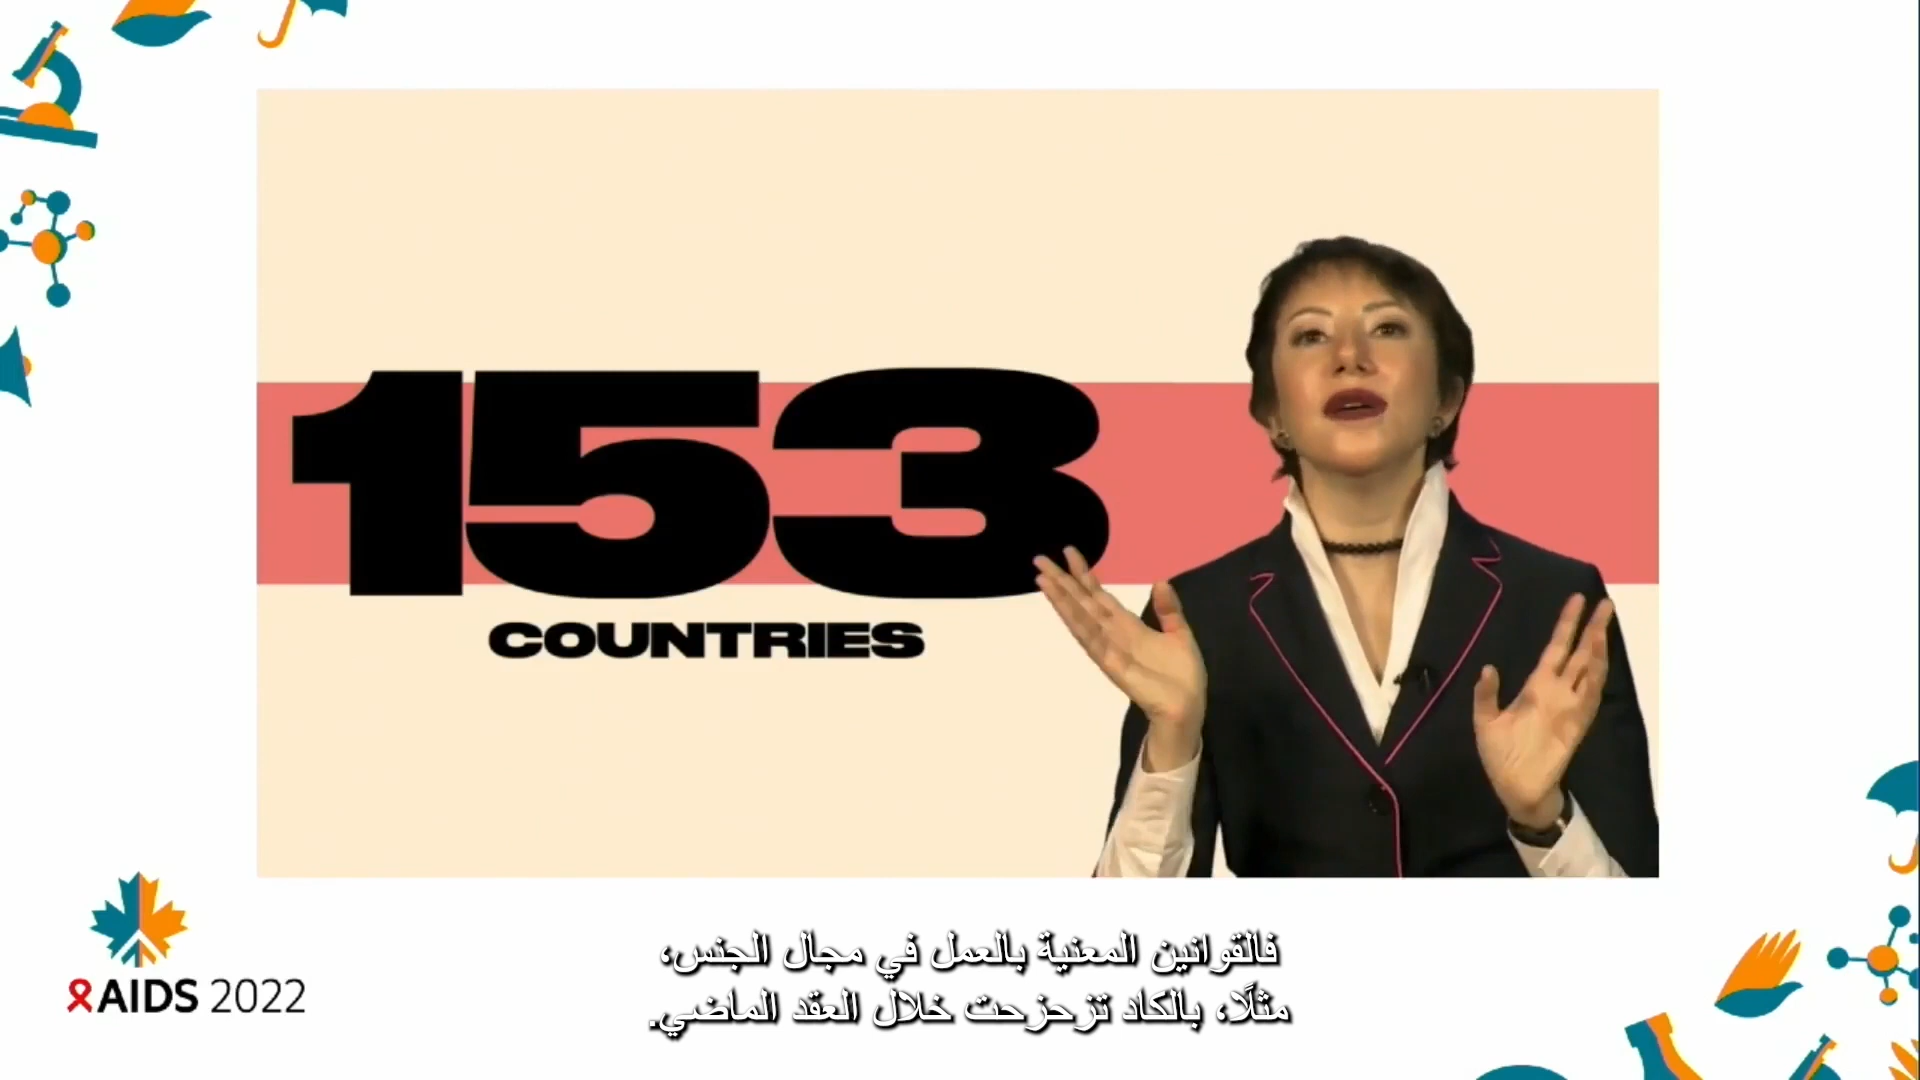 153
COUNTRIES
AIDS 2022
فالقوانين المعنية بالعمل في مجال الجنس،
مثلًا، بالكاد تزحزحت خلال العقد الماضي.